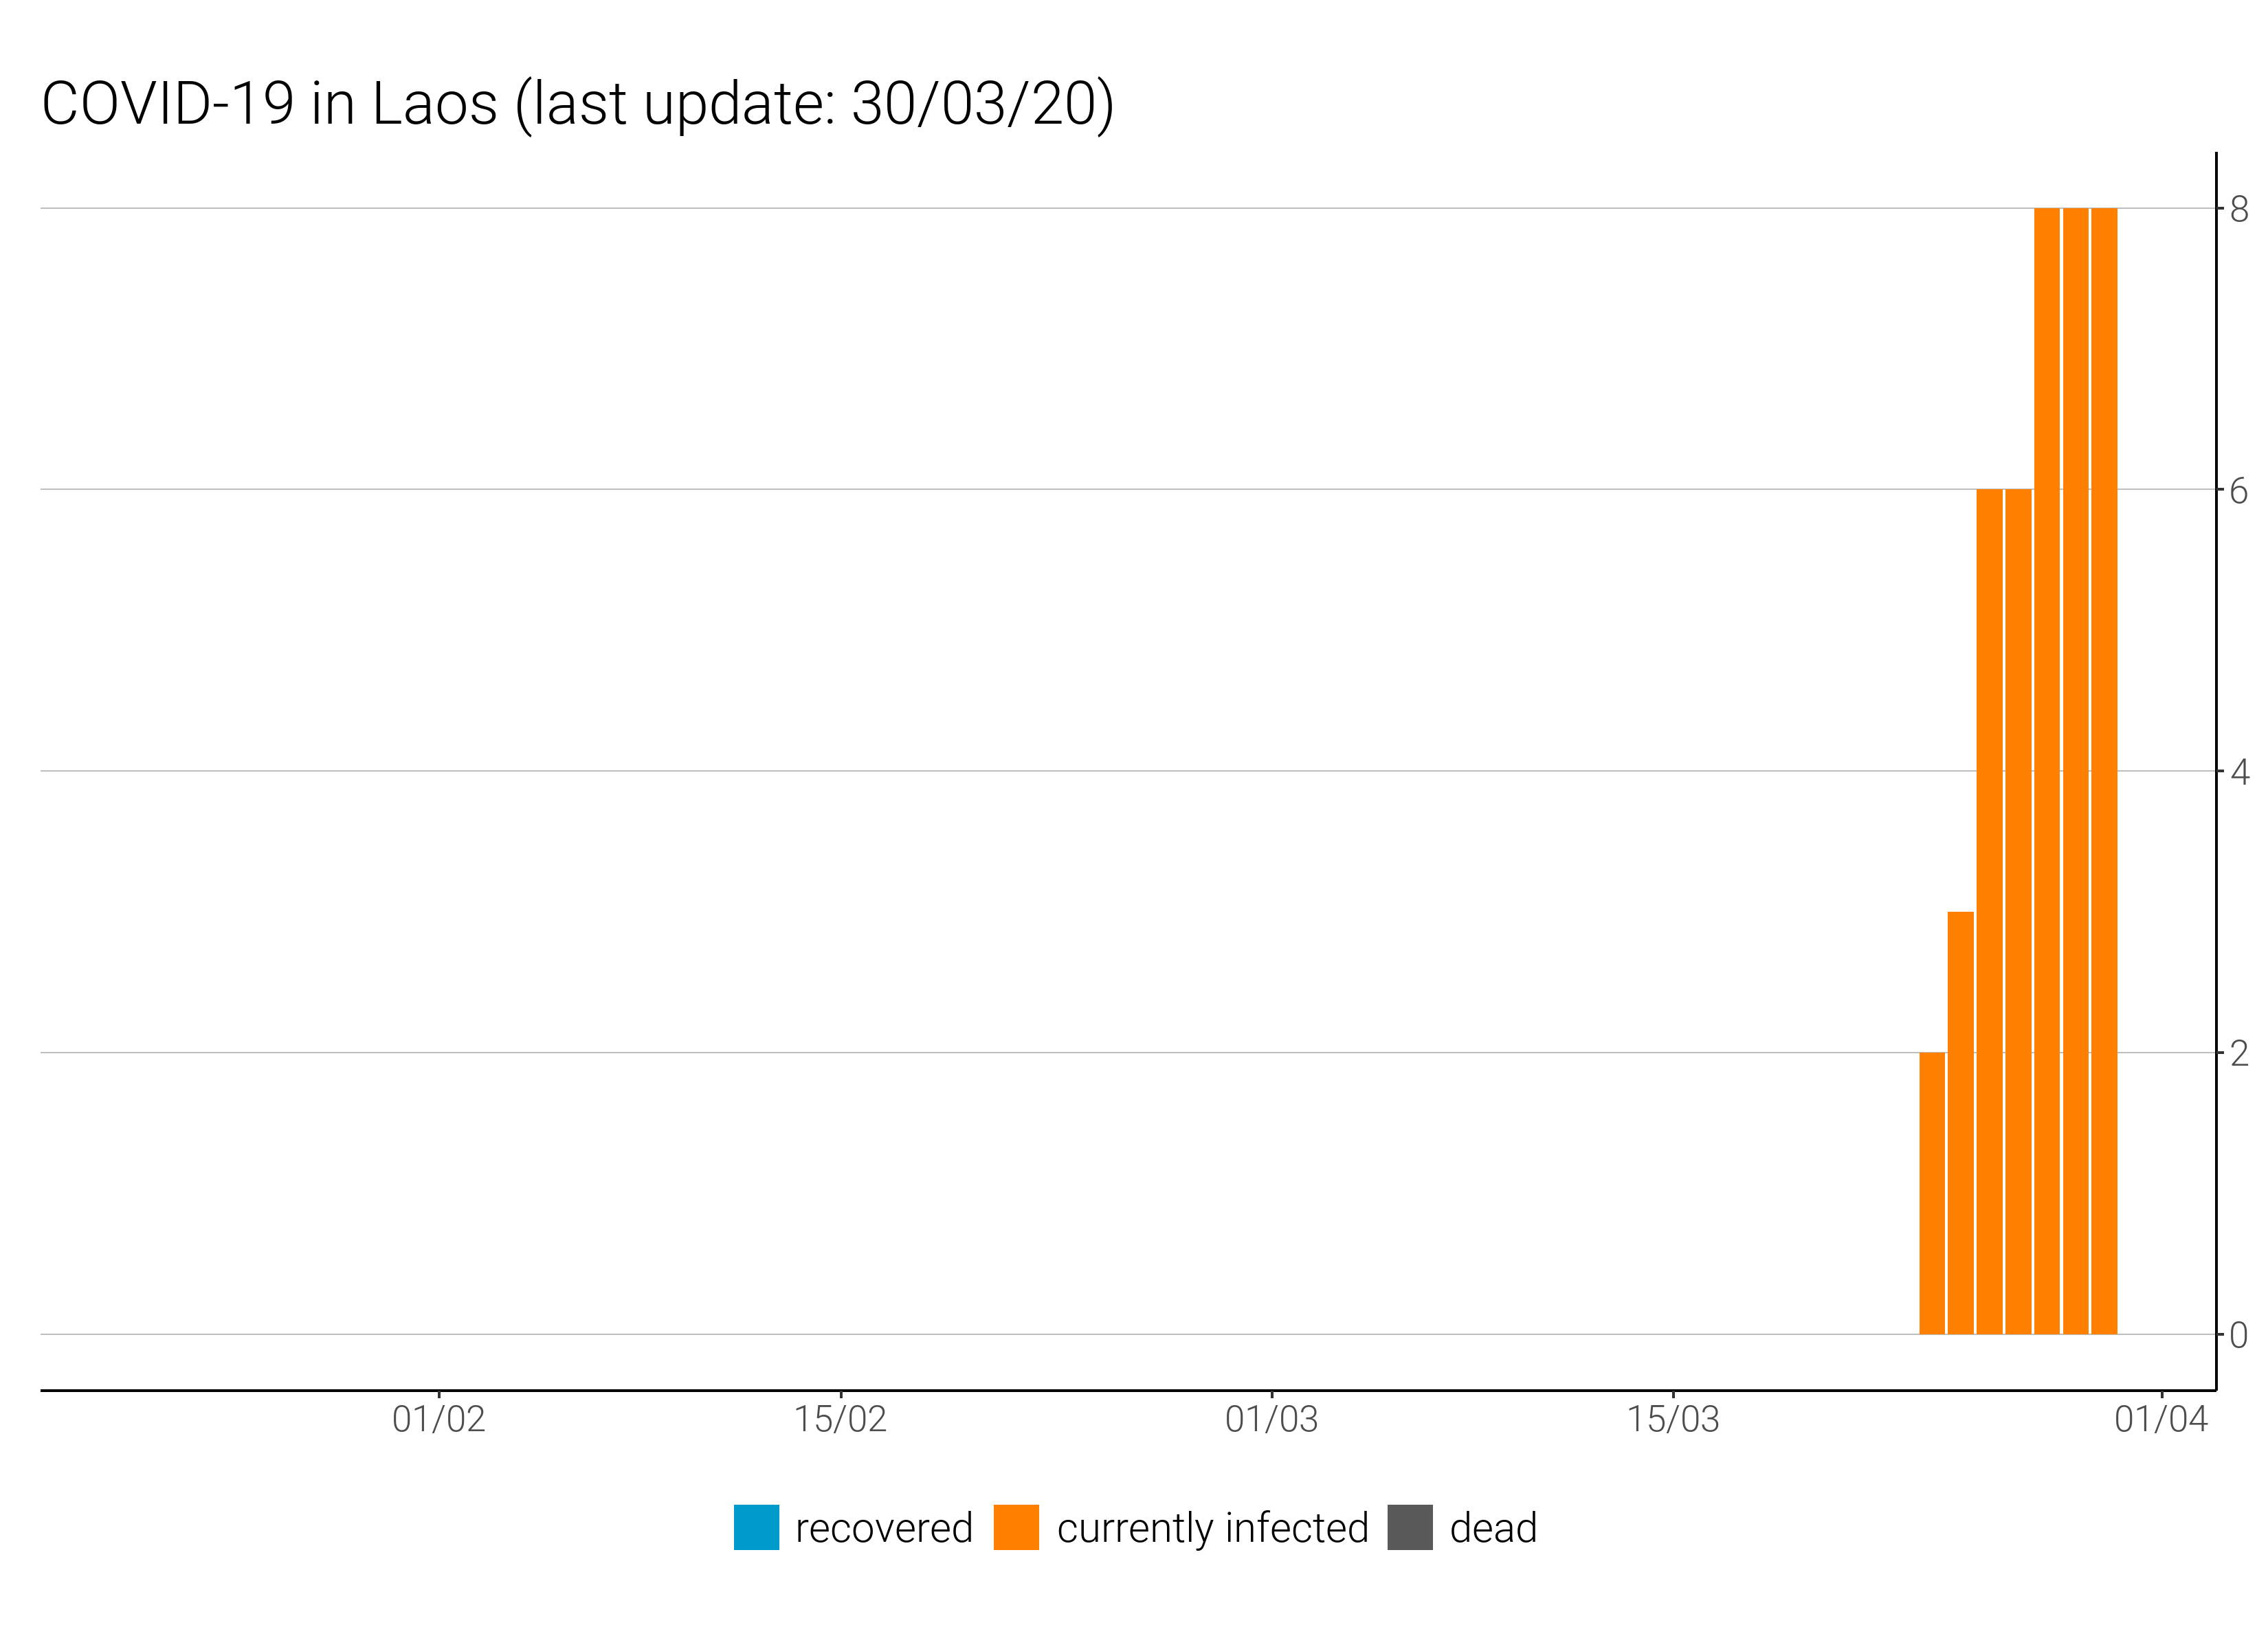 COVID-19 in Laos (last update: 30/03/20)
8
6
4
2
0
01/02 15/02 01/03 15/03 01/04
recovered currently infected dead